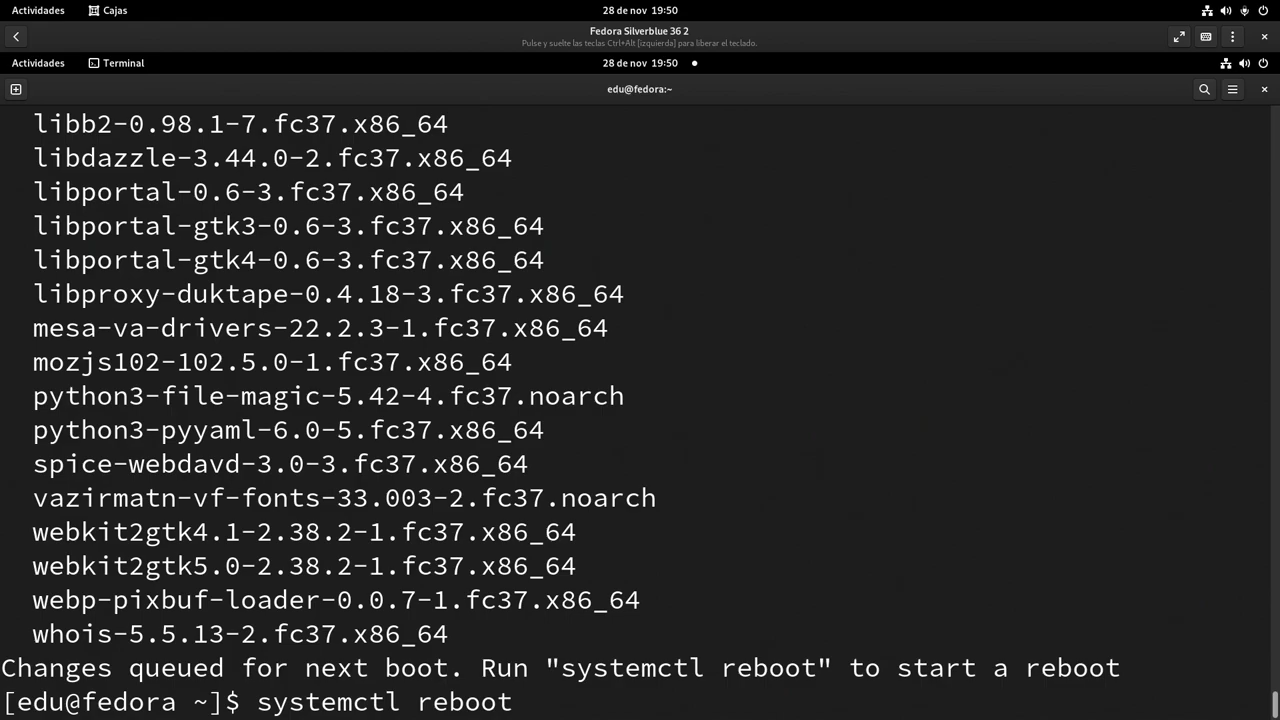 Actividades Cajas 28 de nov 19:50
Fedora Silverblue 36 2
Pulse y suelte las teclas Ctrl+Alt [izquierda] para liberar el teclado.
Actividades Terminal 28 de nov 19:50
edu@fedora:~
libb2-0.98.1-7.fc37.x86_64
libdazzle-3.44.0-2.fc37.x86_64
libportal-0.6-3.fc37.x86_64
libportal-gtk3-0.6-3.fc37.x86_64
libportal-gtk4-0.6-3.fc37.x86_64
libproxy-duktape-0.4.18-3.fc37.x86_64
mesa-va-drivers-22.2.3-1.fc37.x86_64
mozjs102-102.5.0-1.fc37.x86_64
python3-file-magic-5.42-4.fc37.noarch
python3-pyyaml-6.0-5.fc37.x86_64
spice-webdavd-3.0-3.fc37.x86_64
vazirmatn-vf-fonts-33.003-2.fc37.noarch
webkit2gtk4.1-2.38.2-1.fc37.x86_64
webkit2gtk5.0-2.38.2-1.fc37.x86_64
webp-pixbuf-loader-0.0.7-1.fc37.x86_64
whois-5.5.13-2.fc37.x86_64
Changes queued for next boot. Run "systemctl reboot" to start a reboot
[edu@fedora ~]$ systemctl reboot